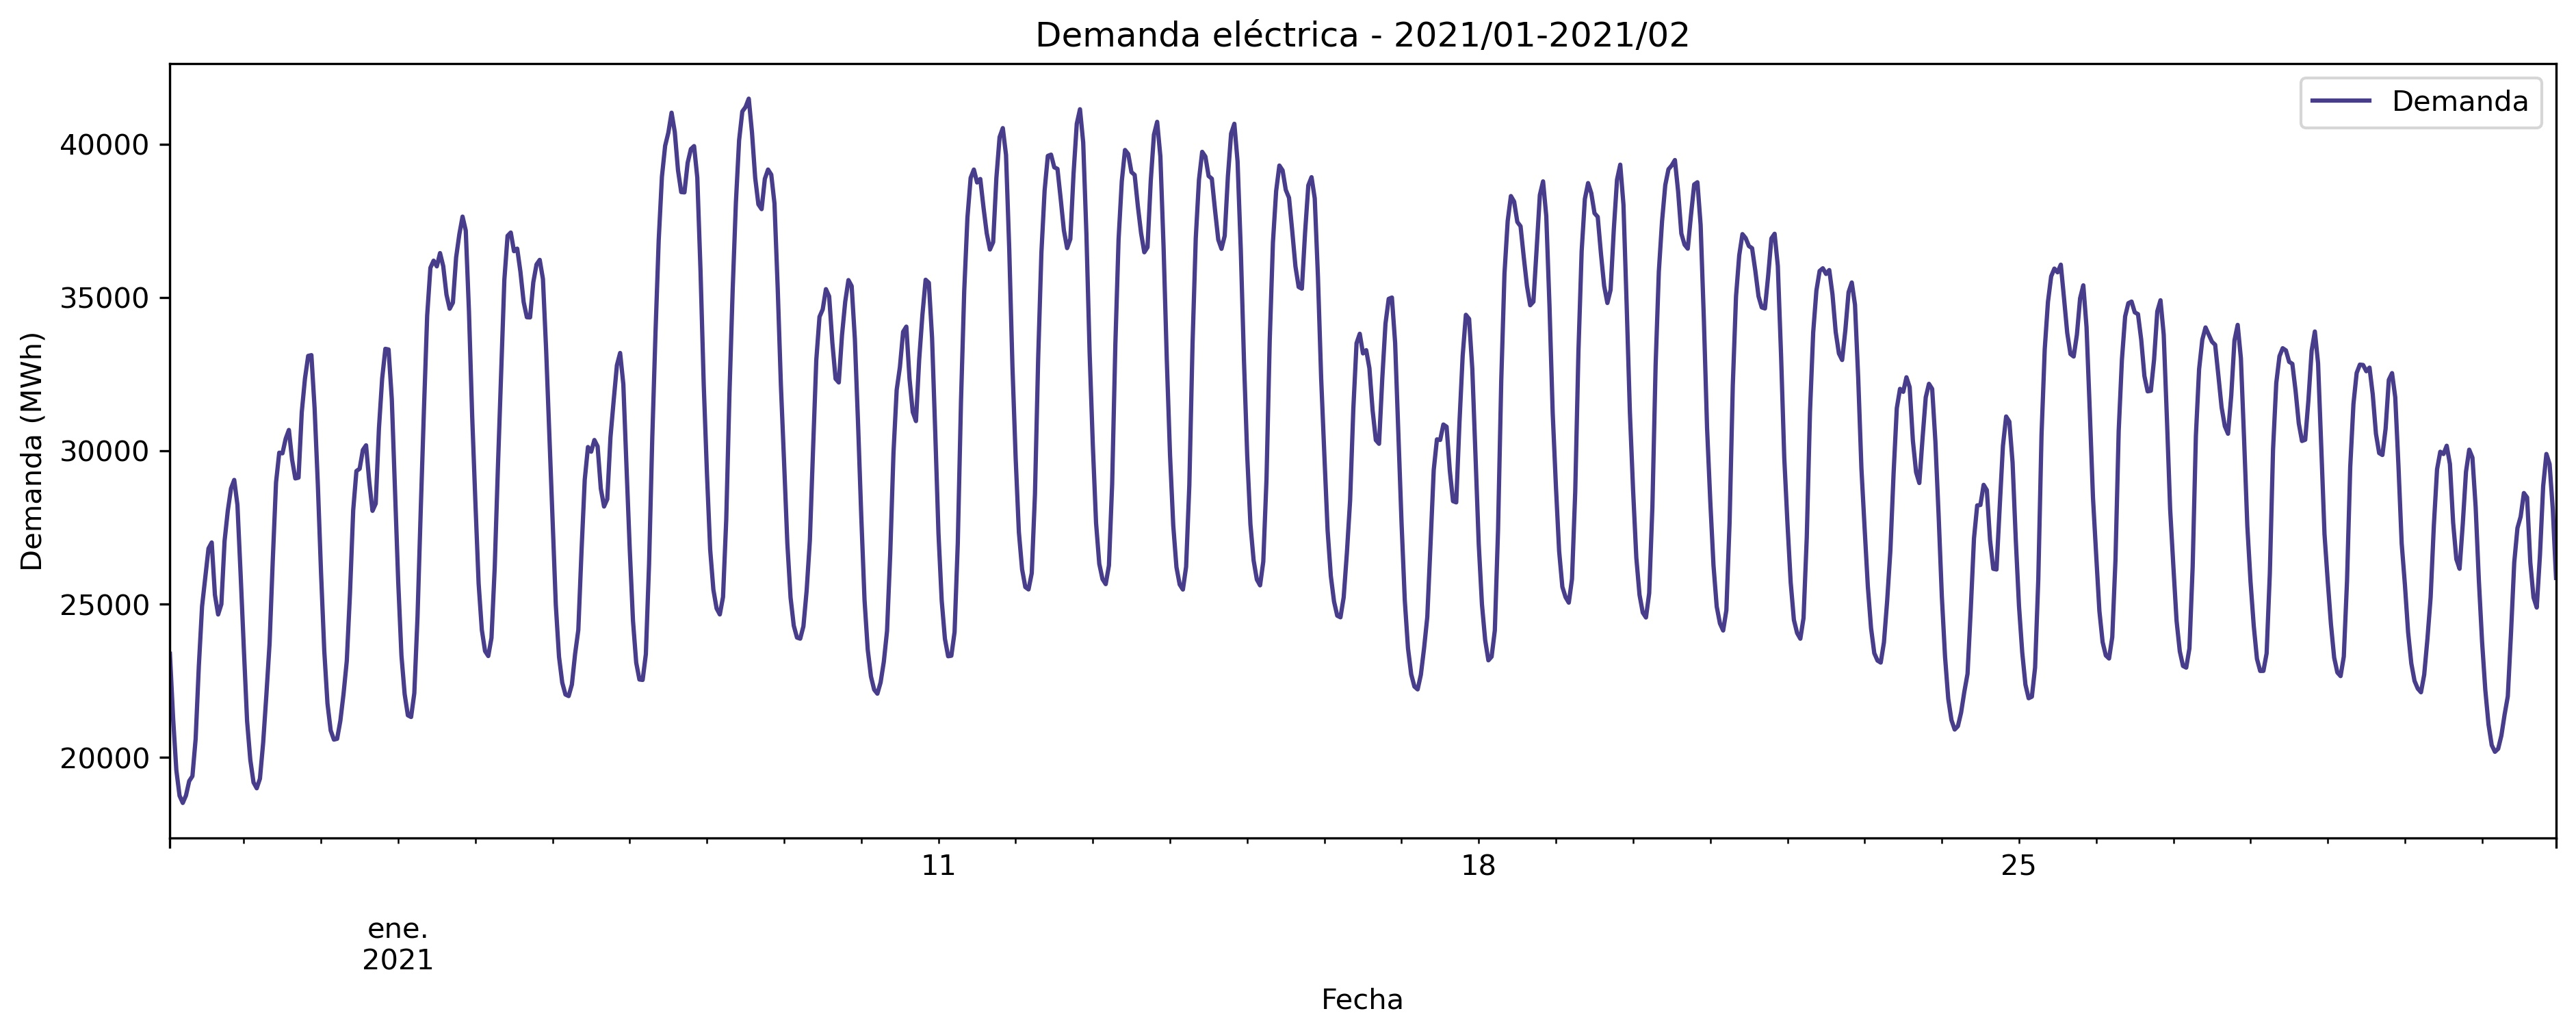 Demanda eléctrica - 2021/01-2021/02
Demanda
40000
35000
30000
25000
20000
Demanda (MWh)
11
18
25
ene.
2021
Fecha